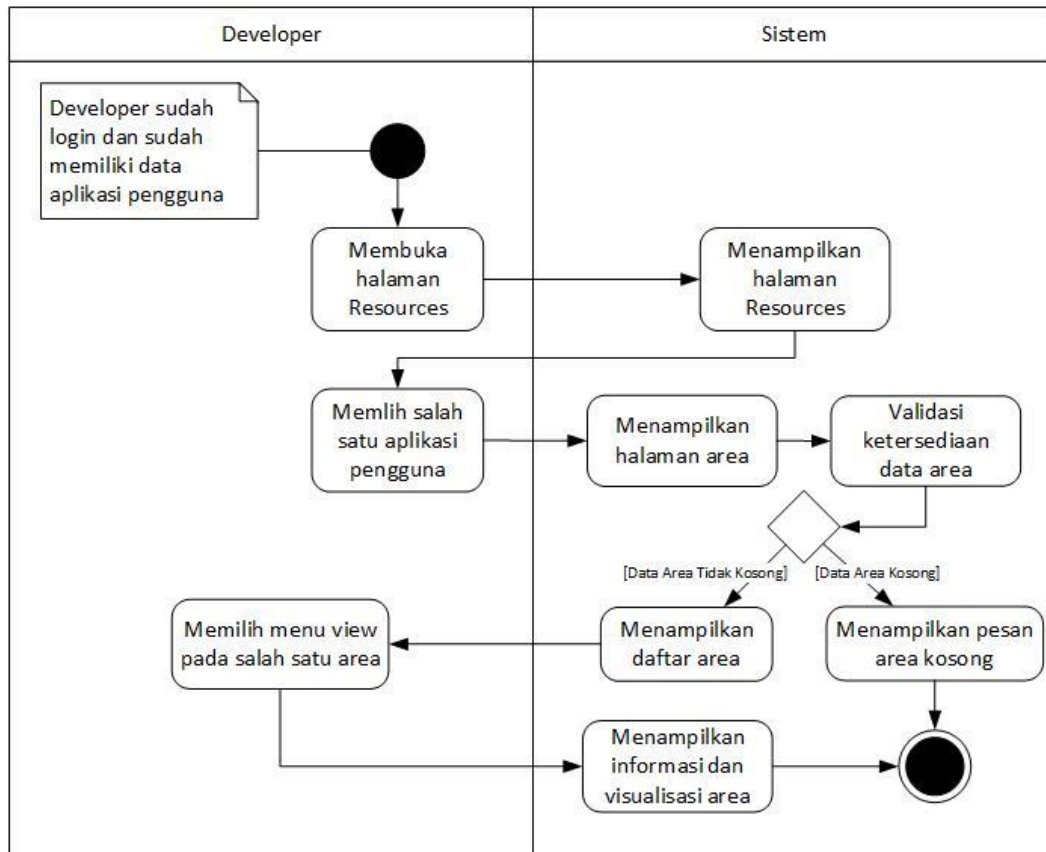 Developer
Sistem
Developer sudah
login dan sudah
memiliki data
aplikasi pengguna
Membuka
halaman
Resources
Menampilkan
halaman
Resources
Memlih salah
satu aplikasi
pengguna
Menampilkan
halaman area
Validasi
ketersediaan
data area
[Data Area Tidak Kosong]
[Data Area Kosong]
Memilih menu view
pada salah satu area
Menampilkan
daftar area
Menampilkan pesan
area kosong
Menampilkan
informasi dan
visualisasi area